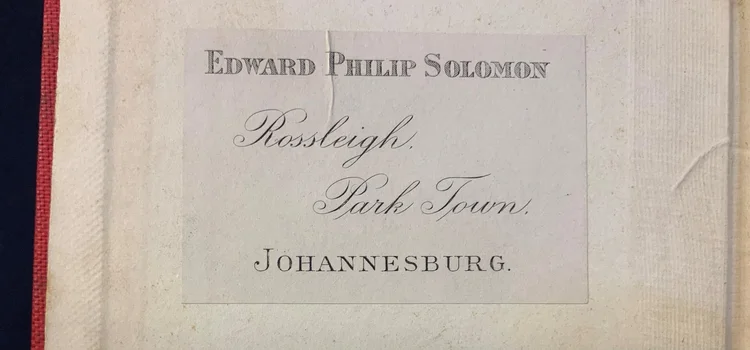 EDWARD PHILIP SOLOMON
Rossleigh.
Park Town.
JOHANNESBURG.